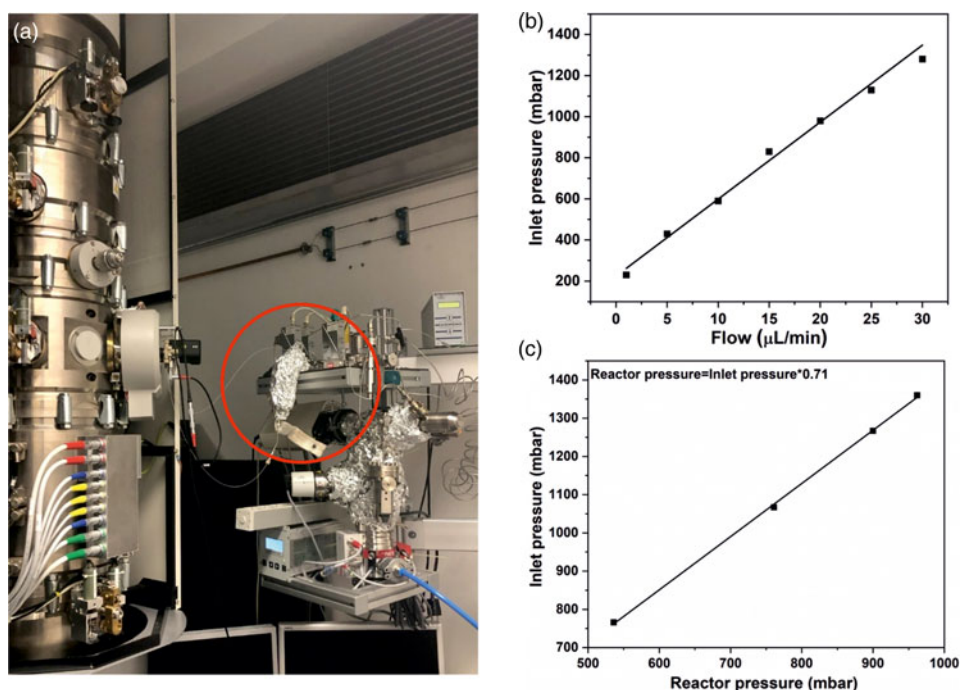 (a)
(b)
1400
1200
1000
800
600
400
200
0 5 10 15 20 25 30
Inlet pressure (mbar)
Flow (μL/min)
(c)
Reactor pressure=Inlet pressure*0.71
1400
1300
1200
1100
1000
900
800
700
500 600 700 800 900 1000
Inlet pressure (mbar)
Reactor pressure (mbar)